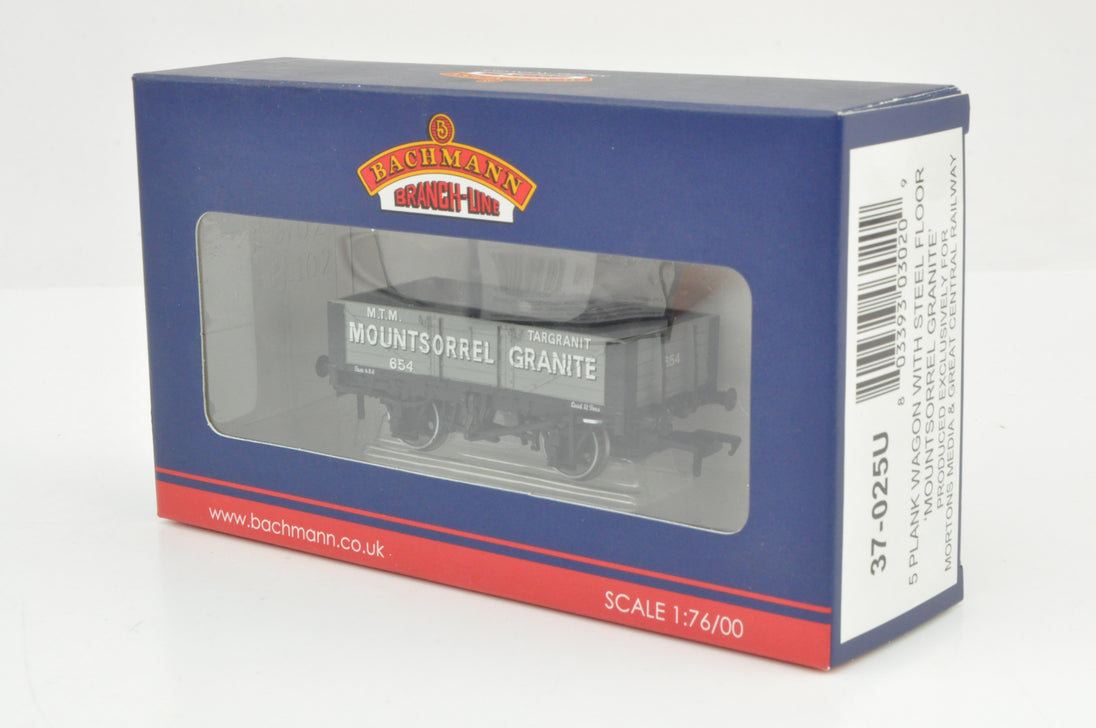 B
BACHMANN
BRANCH-LINE
M.T.M. TARGRANIT
MOUNTSORREL GRANITE
654
654
www.bachmann.co.uk
SCALE 1:76/00
37-025U
8 03393 03020 9
5 PLANK WAGON WITH STEEL FLOOR
'MOUNTSORREL GRANITE'
PRODUCED EXCLUSIVELY FOR
MORTONS MEDIA & GREAT CENTRAL RAILWAY